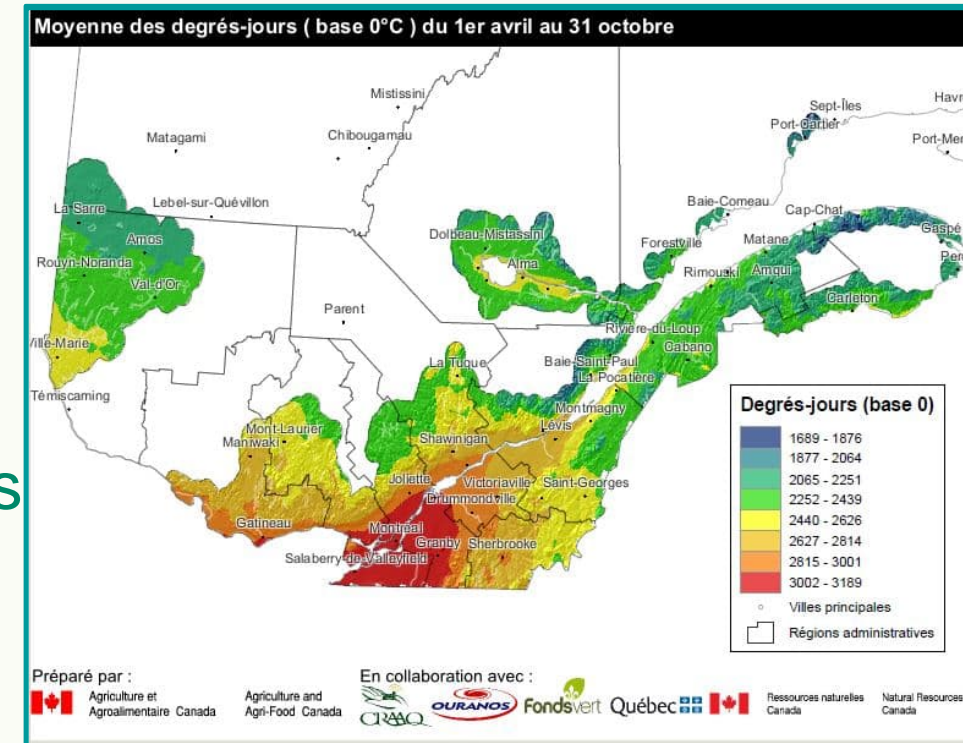 Moyenne des degrés-jours ( base 0°C ) du 1er avril au 31 octobre
Mistissini
Sept-Îles
Havr
Port-Cartier
Matagami
Chibougamau
Port-Men
Lebel-sur-Quévillon
Baie-Comeau
Cap-Chat
La Sarre
Dolbeau-Mistassini
Forestville
Matane
Gaspé
Amos
Alma
Rimouski
Amqui
Per
Rouyn-Noranda
Val-d'Or
Carleton
Parent
Rivière-du-Loup
Cabano
Ville-Marie
La Tuque
Baie-Saint-Paul
La Pocatière
Témiscaming
Montmagny
Mont-Laurier
Lévis
Maniwaki
Shawinigan
Joliette
Victoriaville
Saint-Georges
Drummondville
Gatineau
Montréal
Granby
Sherbrooke
Salaberry-de-Valleyfield
s
Degrés-jours (base 0)
1689 - 1876
1877 - 2064
2065 - 2251
2252 - 2439
2440 - 2626
2627 - 2814
2815 - 3001
3002 - 3189
Villes principales
Régions administratives
Préparé par :
En collaboration avec :
Agriculture et Agroalimentaire Canada
Agriculture and Agri-Food Canada
CRAAQ
OURANOS
Fonds vert
Québec
Ressources naturelles Canada
Natural Resources Canada